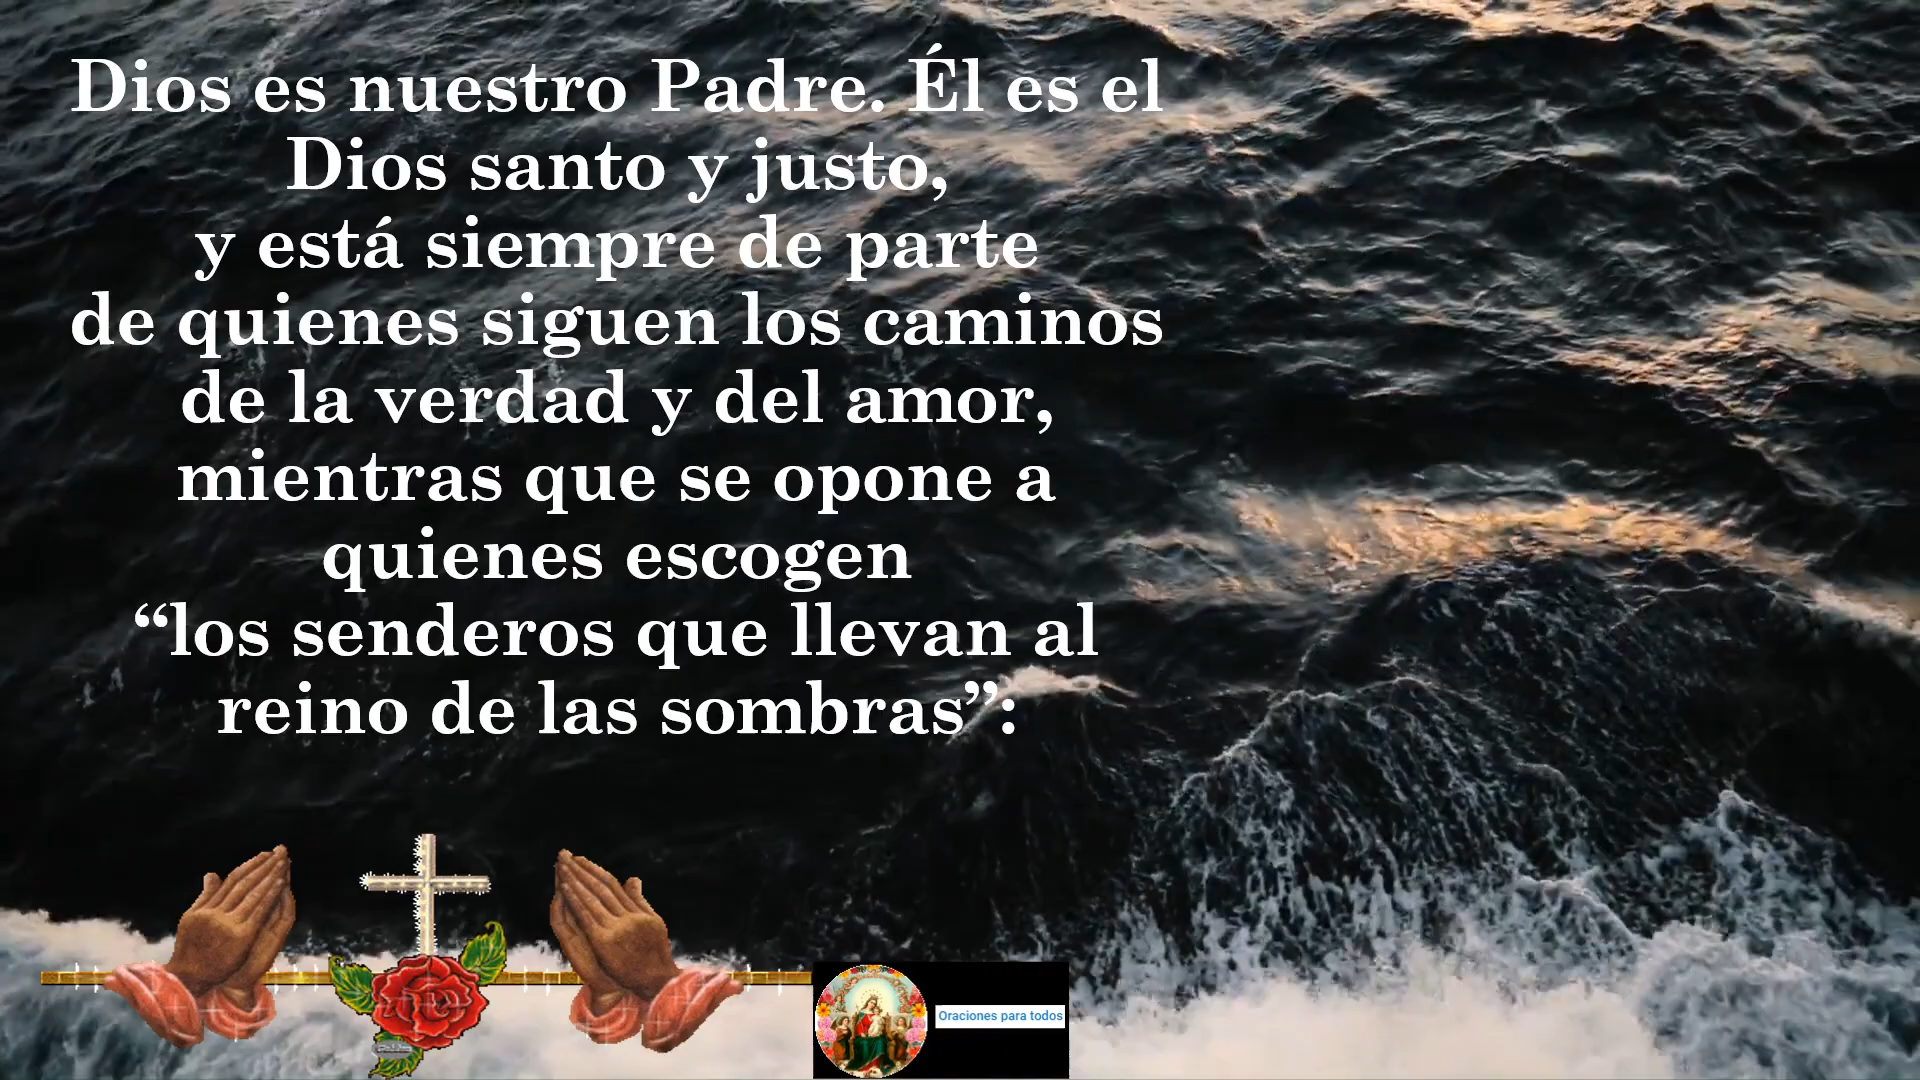 Dios es nuestro Padre. Él es el
Dios santo y justo,
y está siempre de parte
de quienes siguen los caminos
de la verdad y del amor,
mientras que se opone a
quienes escogen
“los senderos que llevan al
reino de las sombras”:
Oraciones para todos